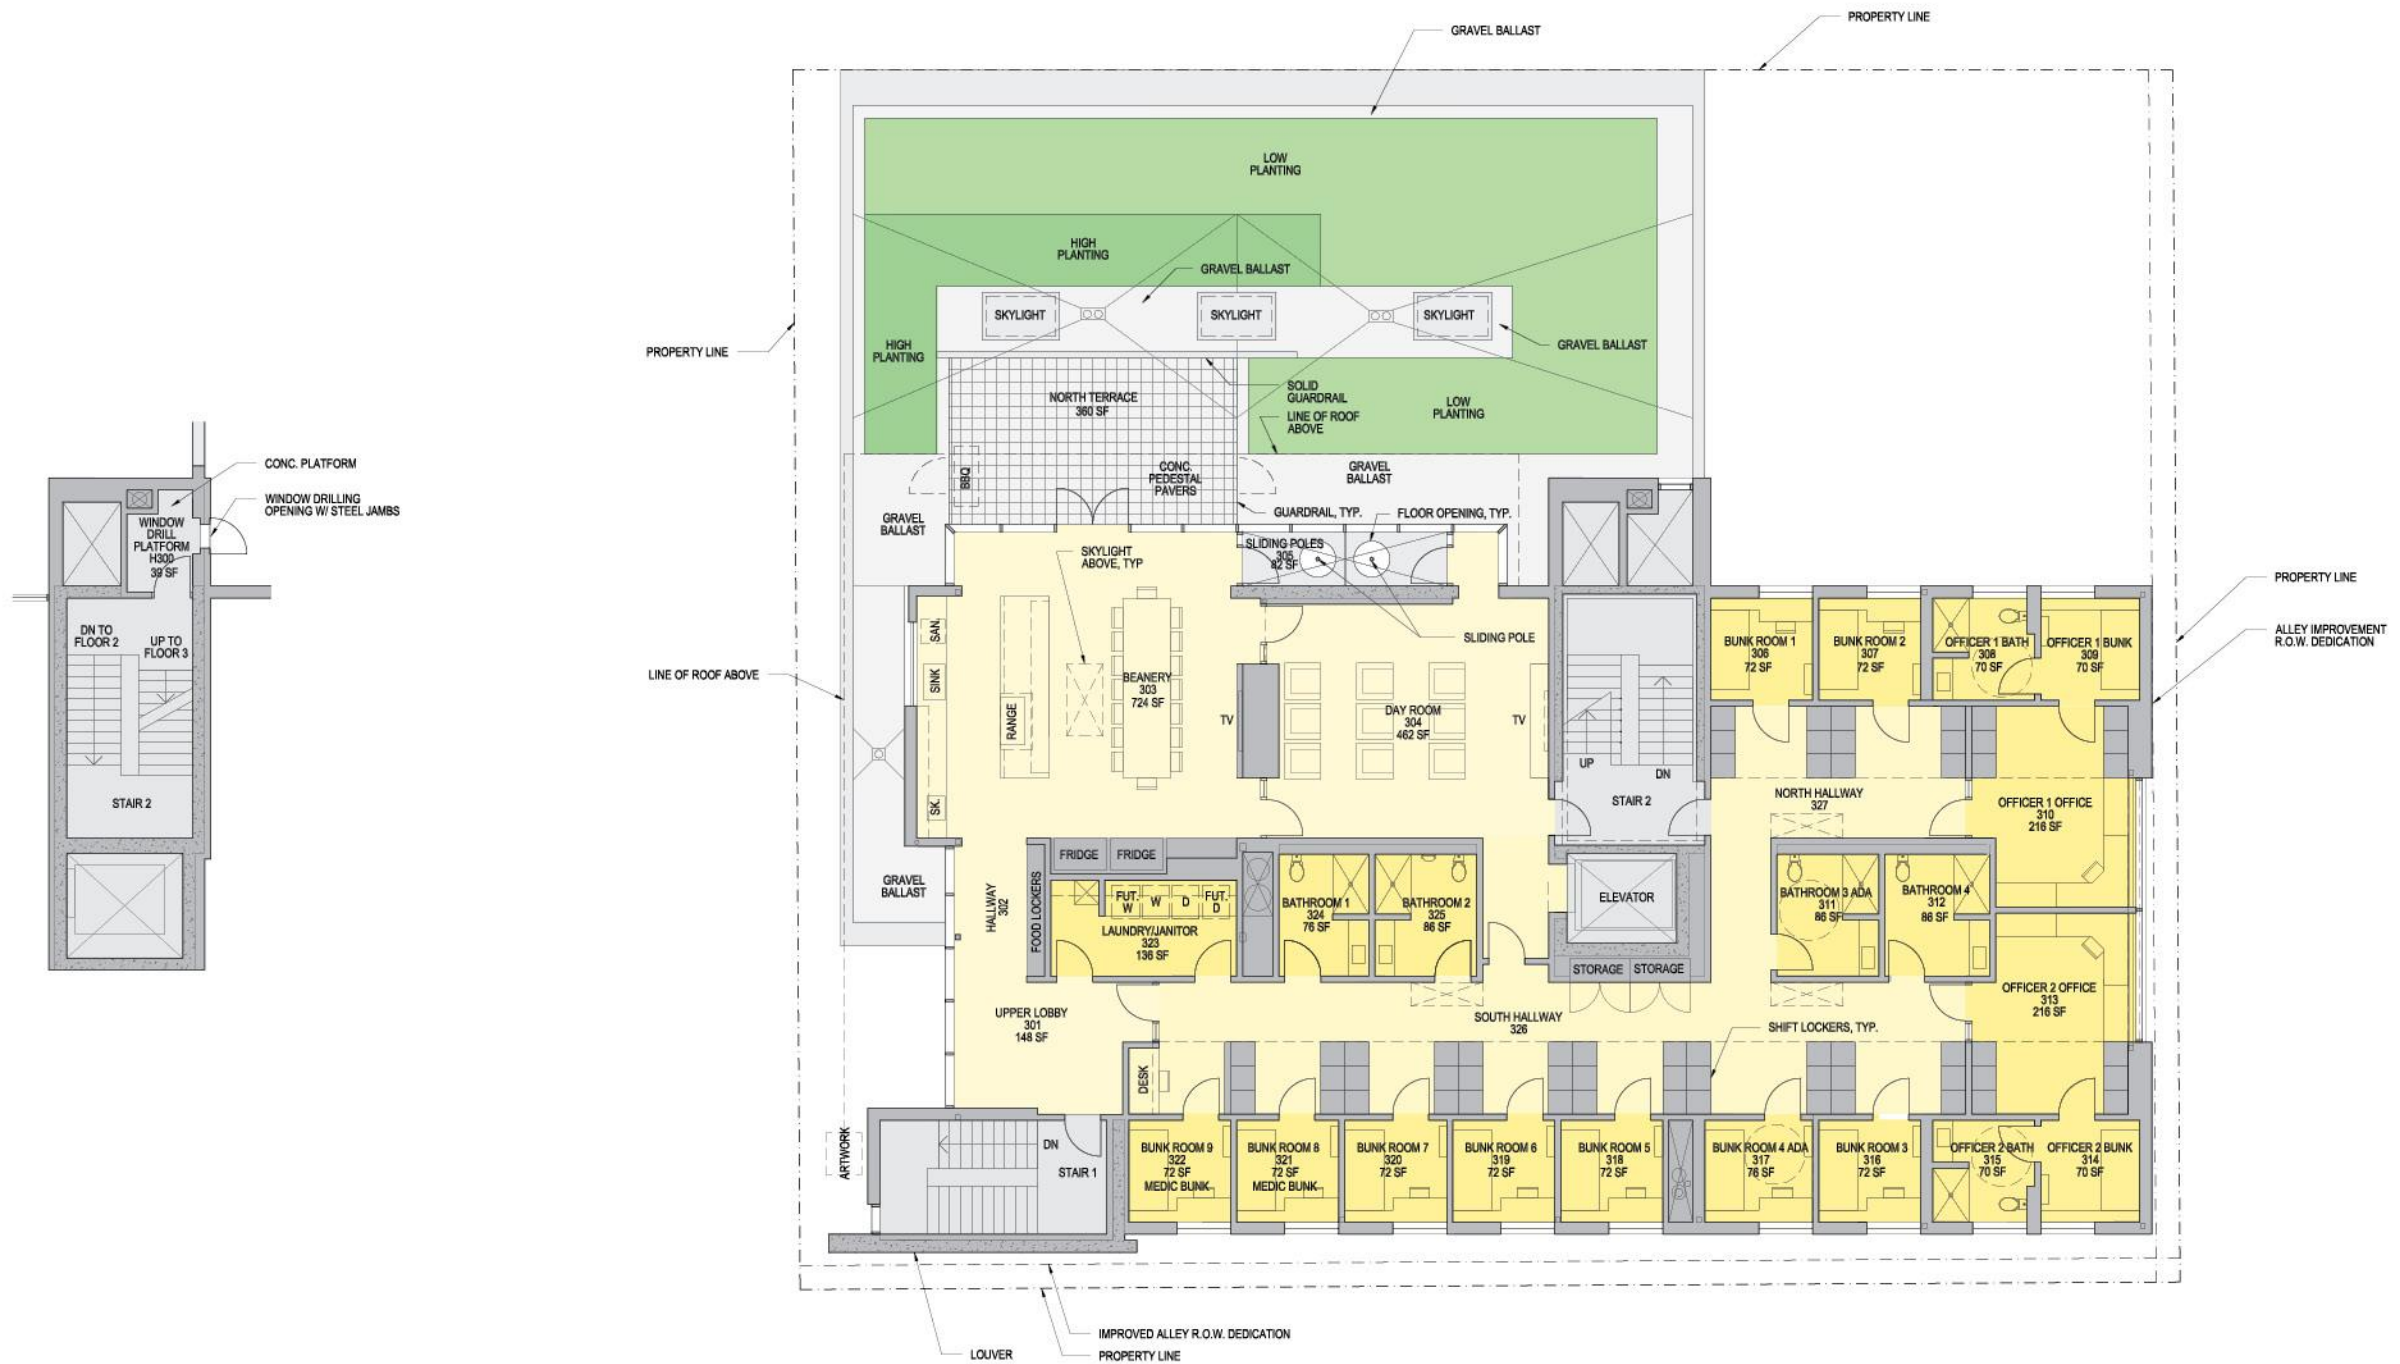 PROPERTY LINE
GRAVEL BALLAST
LOW
PLANTING
HIGH
PLANTING
GRAVEL BALLAST
SKYLIGHT
SKYLIGHT
SKYLIGHT
PROPERTY LINE
HIGH
PLANTING
GRAVEL BALLAST
SOLID
GUARDRAIL
NORTH TERRACE
360 SF
LINE OF ROOF
ABOVE
LOW
PLANTING
BBQ
CONC.
PEDESTAL
PAVERS
GRAVEL
BALLAST
GUARDRAIL, TYP.
FLOOR OPENING, TYP.
GRAVEL
BALLAST
CONC. PLATFORM
WINDOW DRILLING
OPENING W/ STEEL JAMBS
WINDOW
DRILL
PLATFORM
H300
39 SF
DN TO
FLOOR 2
UP TO
FLOOR 3
STAIR 2
SKYLIGHT
ABOVE, TYP
SLIDING POLES
305
82 SF
SLIDING POLE
PROPERTY LINE
ALLEY IMPROVEMENT
R.O.W. DEDICATION
LINE OF ROOF ABOVE
SAN.
SINK
SK.
RANGE
BEANERY
303
724 SF
TV
DAY ROOM
304
462 SF
TV
UP
DN
STAIR 2
BUNK ROOM 1
306
72 SF
BUNK ROOM 2
307
72 SF
OFFICER 1 BATH
308
70 SF
OFFICER 1 BUNK
309
70 SF
NORTH HALLWAY
327
OFFICER 1 OFFICE
310
216 SF
GRAVEL
BALLAST
HALLWAY
302
FOOD LOCKERS
FRIDGE
FRIDGE
FUT.
W
W
D
FUT.
D
LAUNDRY/JANITOR
323
136 SF
BATHROOM 1
324
76 SF
BATHROOM 2
325
86 SF
ELEVATOR
BATHROOM 3 ADA
311
86 SF
BATHROOM 4
312
86 SF
STORAGE
STORAGE
OFFICER 2 OFFICE
313
216 SF
UPPER LOBBY
301
148 SF
SOUTH HALLWAY
326
SHIFT LOCKERS, TYP.
DESK
ARTWORK
DN
STAIR 1
BUNK ROOM 9
322
72 SF
MEDIC BUNK
BUNK ROOM 8
321
72 SF
MEDIC BUNK
BUNK ROOM 7
320
72 SF
BUNK ROOM 6
319
72 SF
BUNK ROOM 5
318
72 SF
BUNK ROOM 4 ADA
317
76 SF
BUNK ROOM 3
316
72 SF
OFFICER 2 BATH
315
70 SF
OFFICER 2 BUNK
314
70 SF
IMPROVED ALLEY R.O.W. DEDICATION
LOUVER
PROPERTY LINE